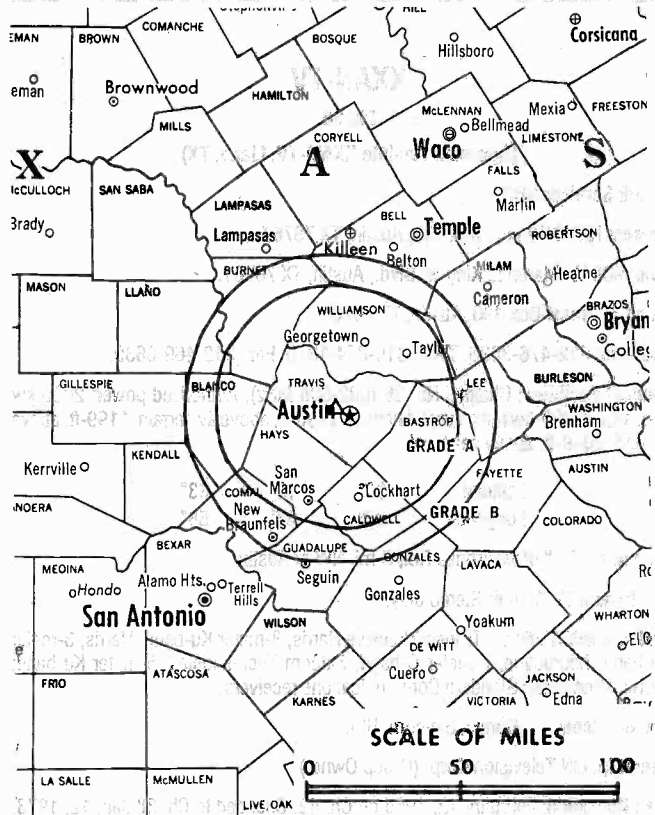 HILL
COMANCHE
EMAN
BROWN
BOSQUE
Corsicana
Hillsboro
eman
Brownwood
HAMILTON
McLENNAN
Bellmead
Mexia
FREESTON
MILLS
CORYELL
Waco
LIMESTONE
X
A
S
McCULLOCH
SAN SABA
FALLS
Marlin
LAMPASAS
BELL
Temple
Brady
Lampasas
Killeen
Belton
ROBERTSON
BURNET
MILAM
Hearne
MASON
LLANO
Cameron
WILLIAMSON
BRAZOS
Georgetown
Bryan
Taylor
Colleg
GILLESPIE
BLANCO
TRAVIS
LEE
BURLESON
Austin
WASHINGTON
BASTROP
Brenham
HAYS
GRADE A
KENDALL
AUSTIN
Kerrville
San
Marcos
FAYETTE
COMAL
Lockhart
New
Braunfels
CALDWELL
GRADE B
ANDERA
COLORADO
BEXAR
GUADALUPE
GONZALES
LAVACA
MEDINA
Seguin
Hondo
Alamo Hts.
Terrell
Hills
Gonzales
San Antonio
WHARTON
WILSON
Yoakum
DE WITT
FRIO
ATASCOSA
Cuero
JACKSON
KARNES
VICTORIA
Edna
SCALE OF MILES
0 50 100
LA SALLE
McMULLEN
LIVE OAK